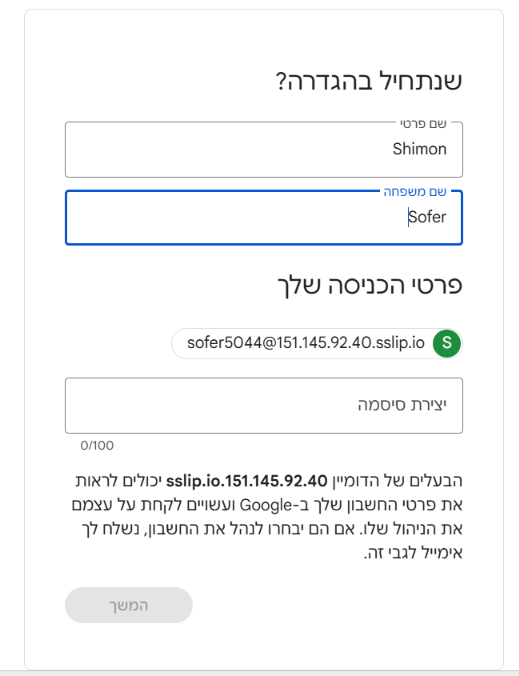 שנתחיל בהגדרה?
שם פרטי
Shimon
שם משפחה
Sofer
פרטי הכניסה שלך
S sofer5044@151.145.92.40.sslip.io
יצירת סיסמה
0/100
הבעלים של הדומיין sslip.io.151.145.92.40 יכולים לראות
את פרטי החשבון שלך ב-Google ועשויים לקחת על עצמם
את הניהול שלו. אם הם יבחרו לנהל את החשבון, נשלח לך
אימייל לגבי זה.
המשך